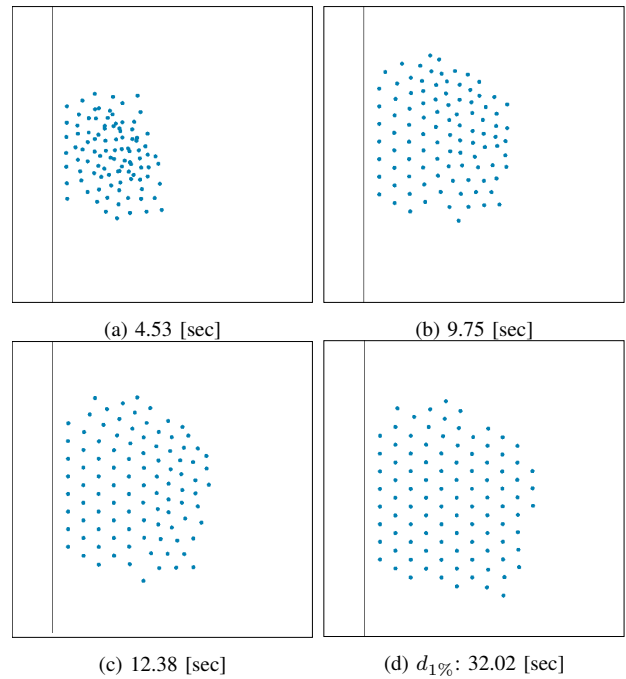 (a) 4.53 [sec]
(b) 9.75 [sec]
(c) 12.38 [sec]
(d) d1%: 32.02 [sec]